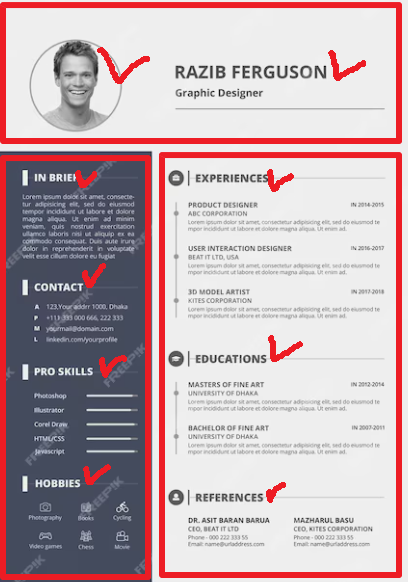 RAZIB FERGUSON
Graphic Designer
IN BRIEF
Lorem ipsum dolor sit amet, consecte-
tur adipiscing elit, sed do eiusmod
tempor incididunt ut labore et dolore
magna aliqua. Ut enim ad minim
veniam, quis nostrud exercitation
ullamco laboris nisi ut aliquip ex ea
commodo consequat. Duis aute irure
dolor in reprehenderit in voluptate
velit esse cillum dolore eu fugiat
CONTACT
A 123,Your addrr 1000, Dhaka
P +111 333 000 666, 222 333
M yourmail@domain.com
L linkedin.com/yourprofile
PRO SKILLS
Photoshop
Illustrator
Corel Draw
HTML/CSS
Javascript
HOBBIES
Photography Books Cycling
Video games Chess Movie
EXPERIENCES
PRODUCT DESIGNER IN 2014-2015
ABC CORPORATION
Lorem ipsum dolor sit amet, consectetur adipiscing elit, sed do eiusmod
tempor incididunt ut labore et dolore magna aliqua. Ut enim ad.
USER INTERACTION DESIGNER IN 2016-2017
BEAT IT LTD, USA
Lorem ipsum dolor sit amet, consectetur adipiscing elit, sed do eiusmod
tempor incididunt ut labore et dolore magna aliqua. Ut enim ad.
3D MODEL ARTIST IN 2017-2018
KITES CORPORATION
Lorem ipsum dolor sit amet, consectetur adipiscing elit, sed do eiusmod
tempor incididunt ut labore et dolore magna aliqua. Ut enim ad.
EDUCATIONS
MASTERS OF FINE ART IN 2012-2014
UNIVERSITY OF DHAKA
Lorem ipsum dolor sit amet, consectetur adipiscing elit, sed do eiusmod
tempor incididunt ut labore et dolore magna aliqua. Ut enim ad.
BACHELOR OF FINE ART IN 2007-2011
UNIVERSITY OF DHAKA
Lorem ipsum dolor sit amet, consectetur adipiscing elit, sed do eiusmod
tempor incididunt ut labore et dolore magna aliqua. Ut enim ad.
REFERENCES
DR. ASIT BARAN BARUA MAZHARUL BASU
CEO, BEAT IT LTD CEO, KITES CORPORATION
Phone - 000 222 333 55 Phone - 000 222 333 55
Email: name@urladdress.com Email: name@urladdress.com
FREEPIK